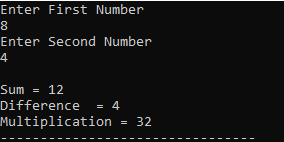 Enter First Number
8
Enter Second Number
4
Sum = 12
Difference  = 4
Multiplication = 32
--------------------------------